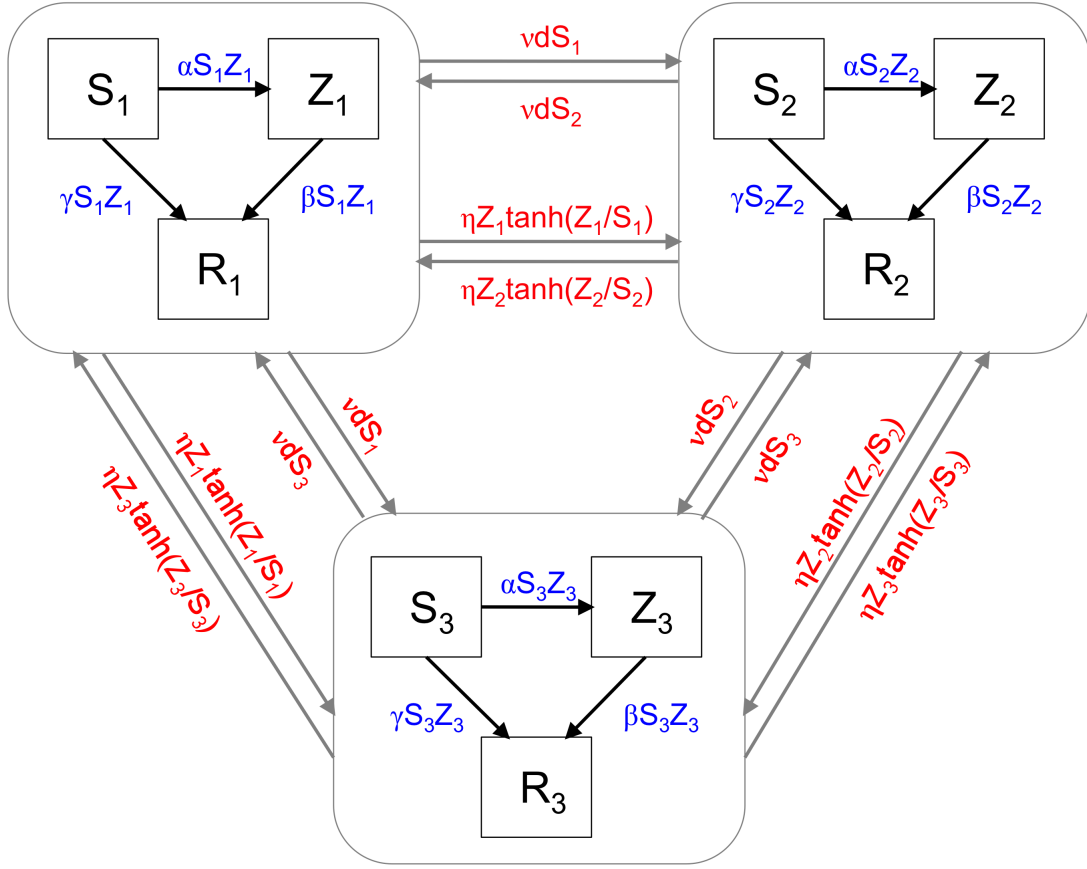 S₁
αS₁Z₁
Z₁
γS₁Z₁
βS₁Z₁
R₁
νdS₁
νdS₂
ηZ₁tanh(Z₁/S₁)
ηZ₂tanh(Z₂/S₂)
S₂
αS₂Z₂
Z₂
γS₂Z₂
βS₂Z₂
R₂
ηZ₃tanh(Z₃/S₃)
ηZ₁tanh(Z₁/S₁)
νdS₃
νdS₁
νdS₂
νdS₃
ηZ₂tanh(Z₂/S₂)
ηZ₃tanh(Z₃/S₃)
S₃
αS₃Z₃
Z₃
γS₃Z₃
βS₃Z₃
R₃